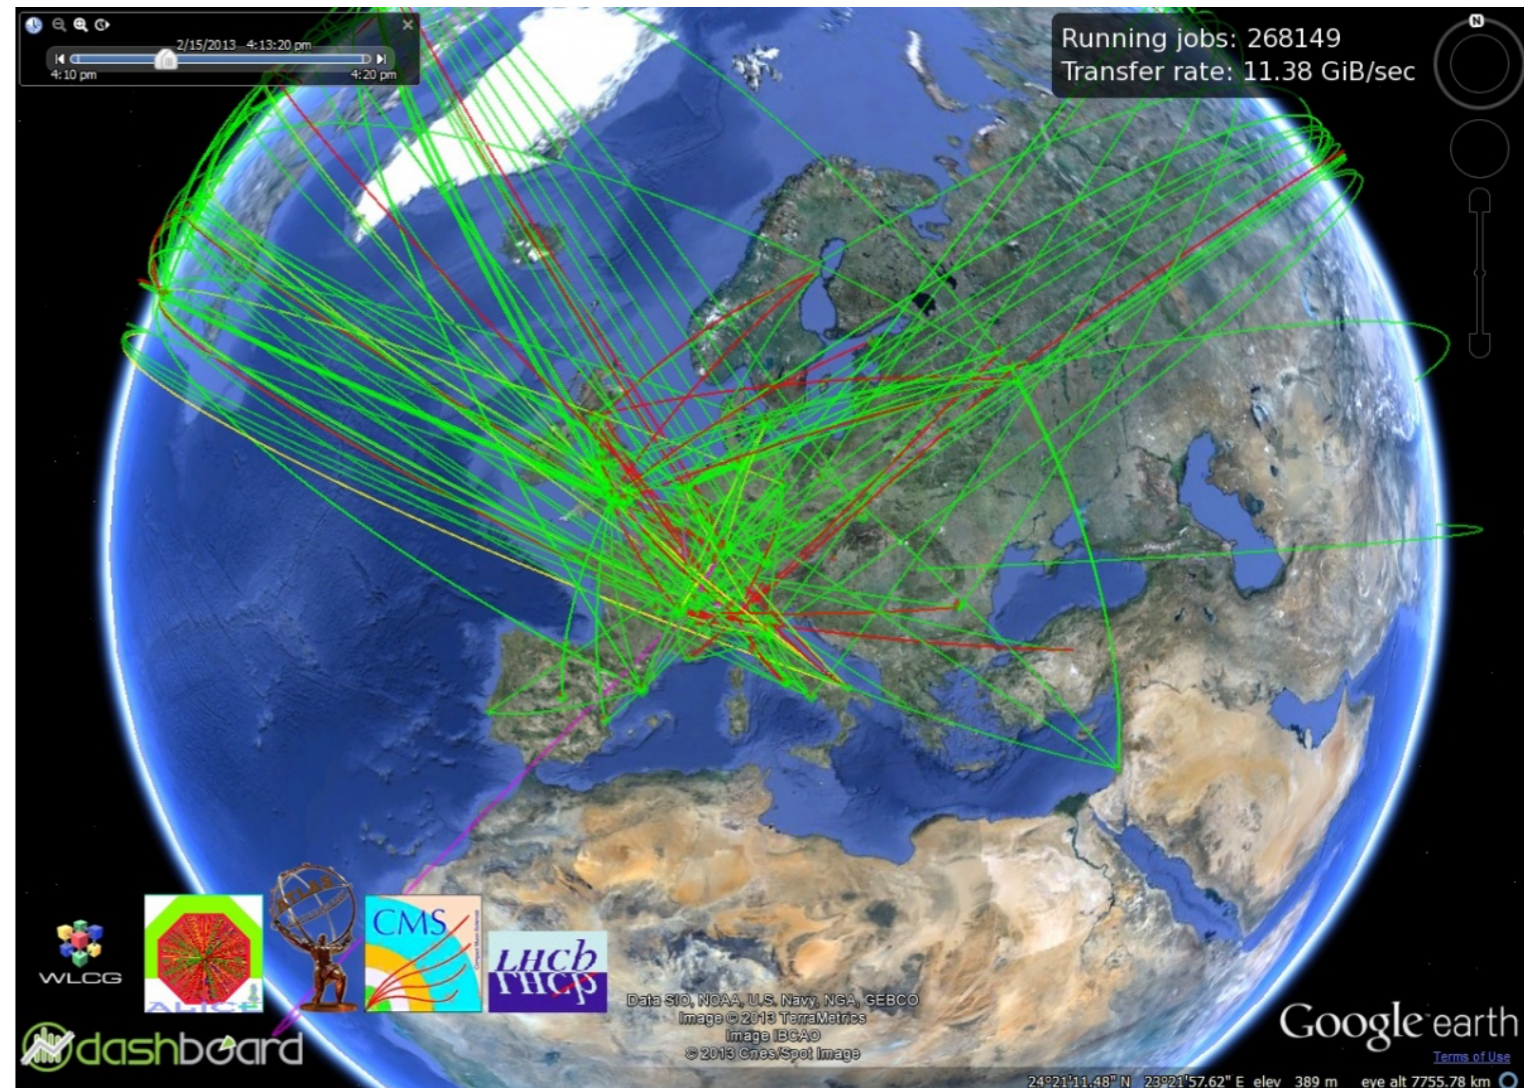 2/15/2013 4:13:20 pm
4:10 pm
4:20 pm
Running jobs: 268149
Transfer rate: 11.38 GiB/sec
N
WLCG
ALICE
ATLAS
CMS
LHCb
LHCb
dashboard
Data SIO, NOAA, U.S. Navy, NGA, GEBCO
Image © 2013 TerraMetrics
Image IBCAO
© 2013 Cnes/Spot Image
Google earth
Terms of Use
24°21'11.48" N 23°21'57.62" E elev 389 m eye alt 7755.78 km